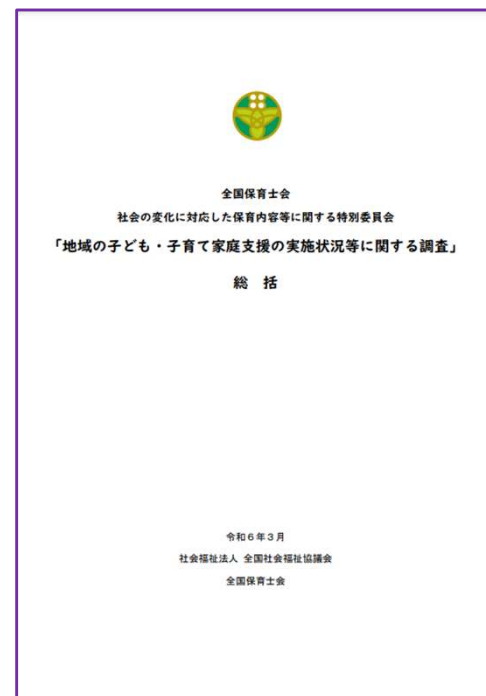 全国保育士会
社会の変化に対応した保育内容等に関する特別委員会
「地域の子ども・子育て家庭支援の実施状況等に関する調査」
総 括
令和6年3月
社会福祉法人 全国社会福祉協議会
全国保育士会